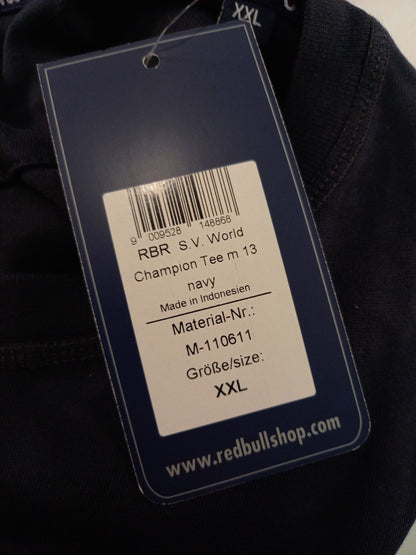 XXL
9 009528 148868
RBR S.V. World
Champion Tee m 13
navy
Made in Indonesien
Material-Nr.:
M-110611
Größe/size:
XXL
www.redbullshop.com